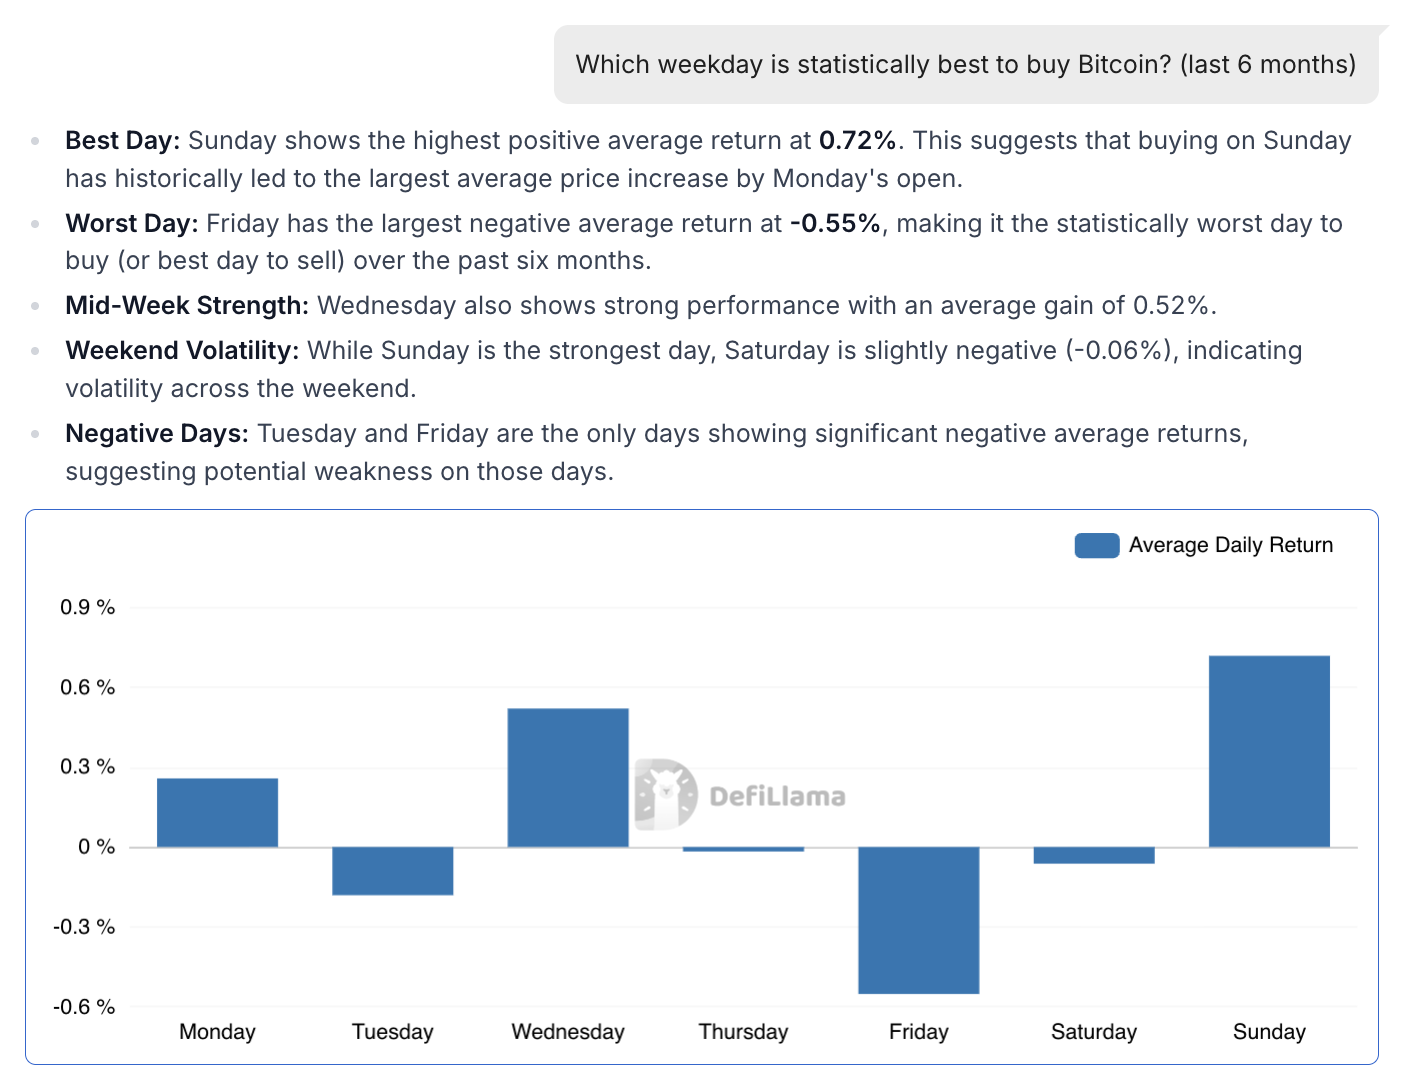 Which weekday is statistically best to buy Bitcoin? (last 6 months)
Best Day: Sunday shows the highest positive average return at 0.72%. This suggests that buying on Sunday
has historically led to the largest average price increase by Monday's open.
Worst Day: Friday has the largest negative average return at -0.55%, making it the statistically worst day to
buy (or best day to sell) over the past six months.
Mid-Week Strength: Wednesday also shows strong performance with an average gain of 0.52%.
Weekend Volatility: While Sunday is the strongest day, Saturday is slightly negative (-0.06%), indicating
volatility across the weekend.
Negative Days: Tuesday and Friday are the only days showing significant negative average returns,
suggesting potential weakness on those days.
Average Daily Return
0.9 %
0.6 %
0.3 %
0 %
-0.3 %
-0.6 %
DefiLlama
Monday Tuesday Wednesday Thursday Friday Saturday Sunday